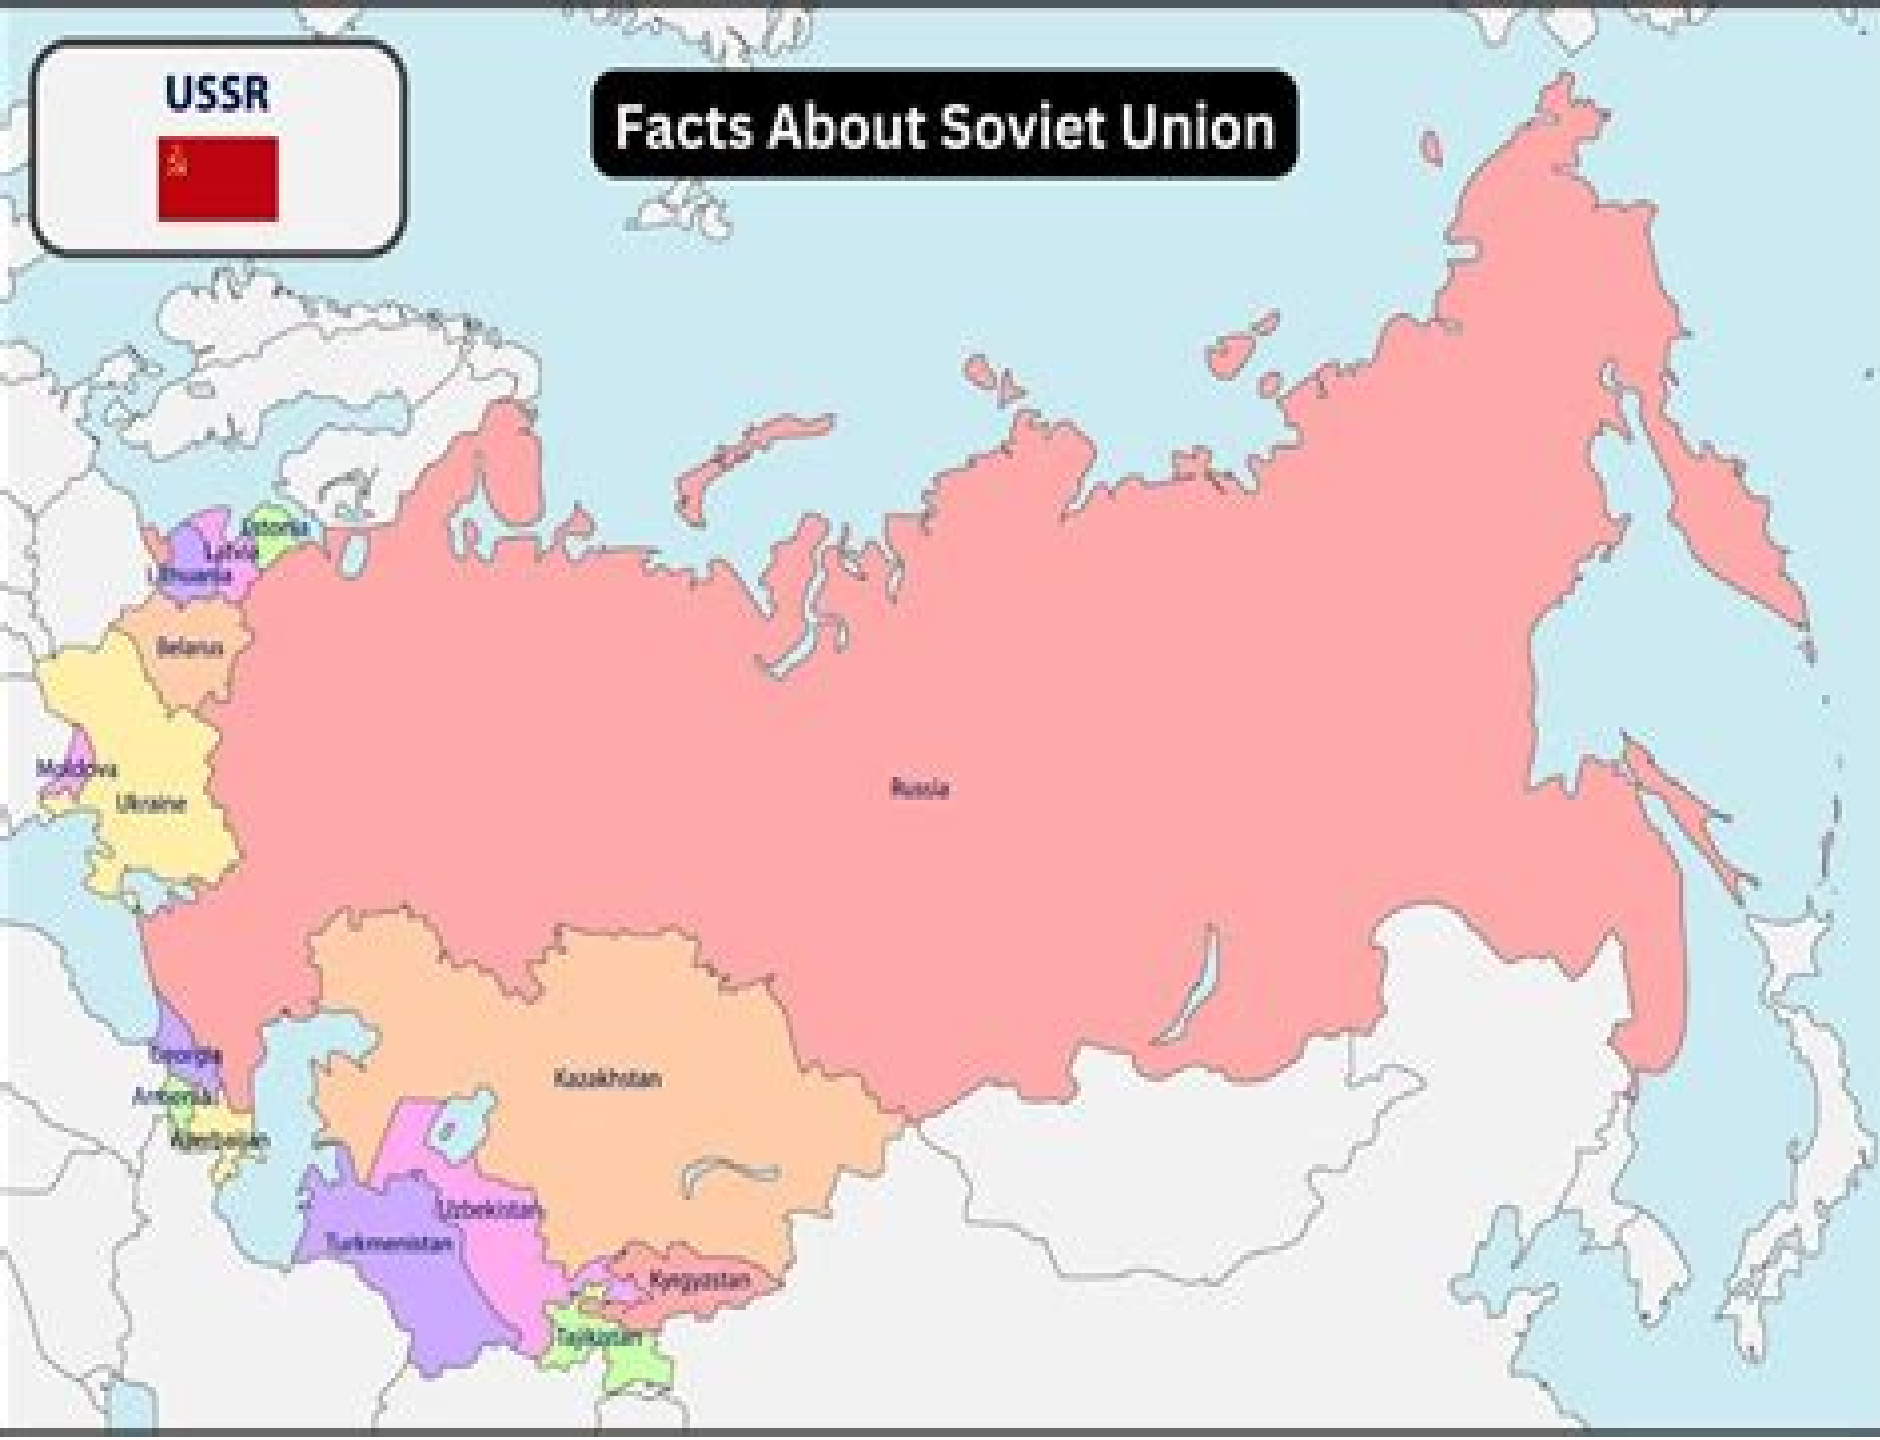 USSR
Facts About Soviet Union
Estonia
Latvia
Lithuania
Belarus
Moldova
Ukraine
Russia
Georgia
Armenia
Azerbaijan
Kazakhstan
Uzbekistan
Turkmenistan
Kyrgyzstan
Tajikistan